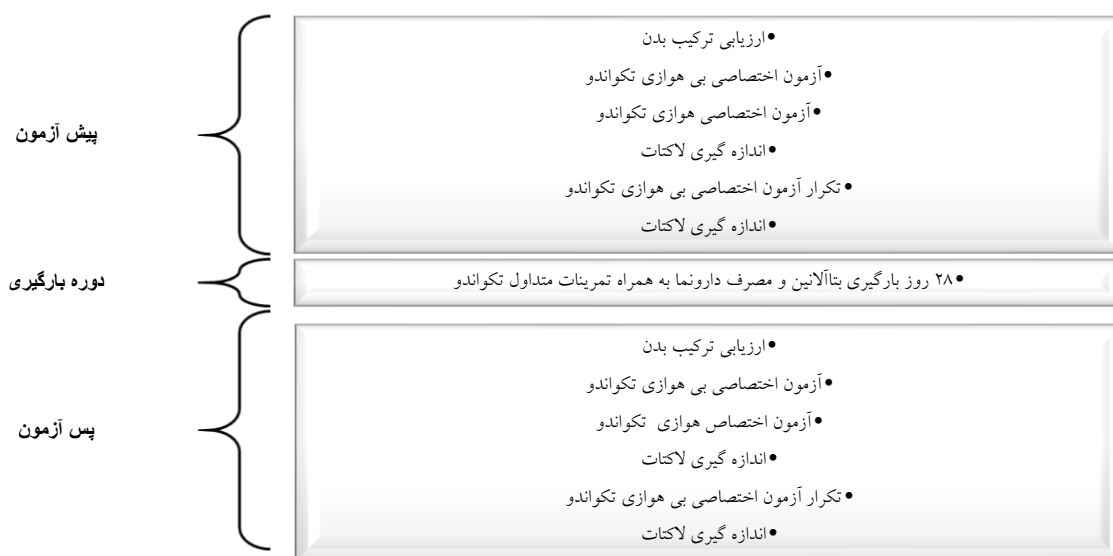 پیش آزمون
•ارزیابی ترکیب بدن
•آزمون اختصاصی بی هوازی تکواندو
•آزمون اختصاصی هوازی تکواندو
•اندازه گیری لاکتات
•تکرار آزمون اختصاصی بی هوازی تکواندو
•اندازه گیری لاکتات
دوره بارگیری
•۲۸ روز بارگیری بتاآلانین و مصرف دارونما به همراه تمرینات متداول تکواندو
پس آزمون
•ارزیابی ترکیب بدن
•آزمون اختصاصی بی هوازی تکواندو
•آزمون اختصاص هوازی تکواندو
•اندازه گیری لاکتات
•تکرار آزمون اختصاصی بی هوازی تکواندو
•اندازه گیری لاکتات